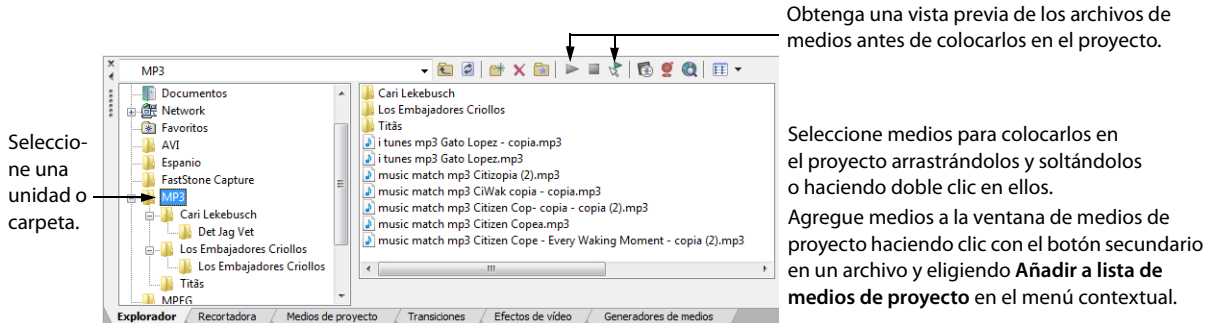 Obtenga una vista previa de los archivos de
medios antes de colocarlos en el proyecto.
MP3
Seleccio-
ne una
unidad o
carpeta.
Documentos
Network
Favoritos
AVI
Espanio
FastStone Capture
MP3
Cari Lekebusch
Det Jag Vet
Los Embajadores Criollos
Los Embajadores Criollos
Titãs
MPEG
Cari Lekebusch
Los Embajadores Criollos
Titãs
i tunes mp3 Gato Lopez - copia.mp3
i tunes mp3 Gato Lopez.mp3
music match mp3 Citizopia (2).mp3
music match mp3 CiWak copia - copia.mp3
music match mp3 Citizen Cop- copia - copia (2).mp3
music match mp3 Citizen Copea.mp3
music match mp3 Citizen Cope - Every Waking Moment - copia (2).mp3
Seleccione medios para colocarlos en
el proyecto arrastrándolos y soltándolos
o haciendo doble clic en ellos.
Agregue medios a la ventana de medios de
proyecto haciendo clic con el botón secundario
en un archivo y eligiendo Añadir a lista de
medios de proyecto en el menú contextual.
Explorador Recortadora Medios de proyecto Transiciones Efectos de vídeo Generadores de medios